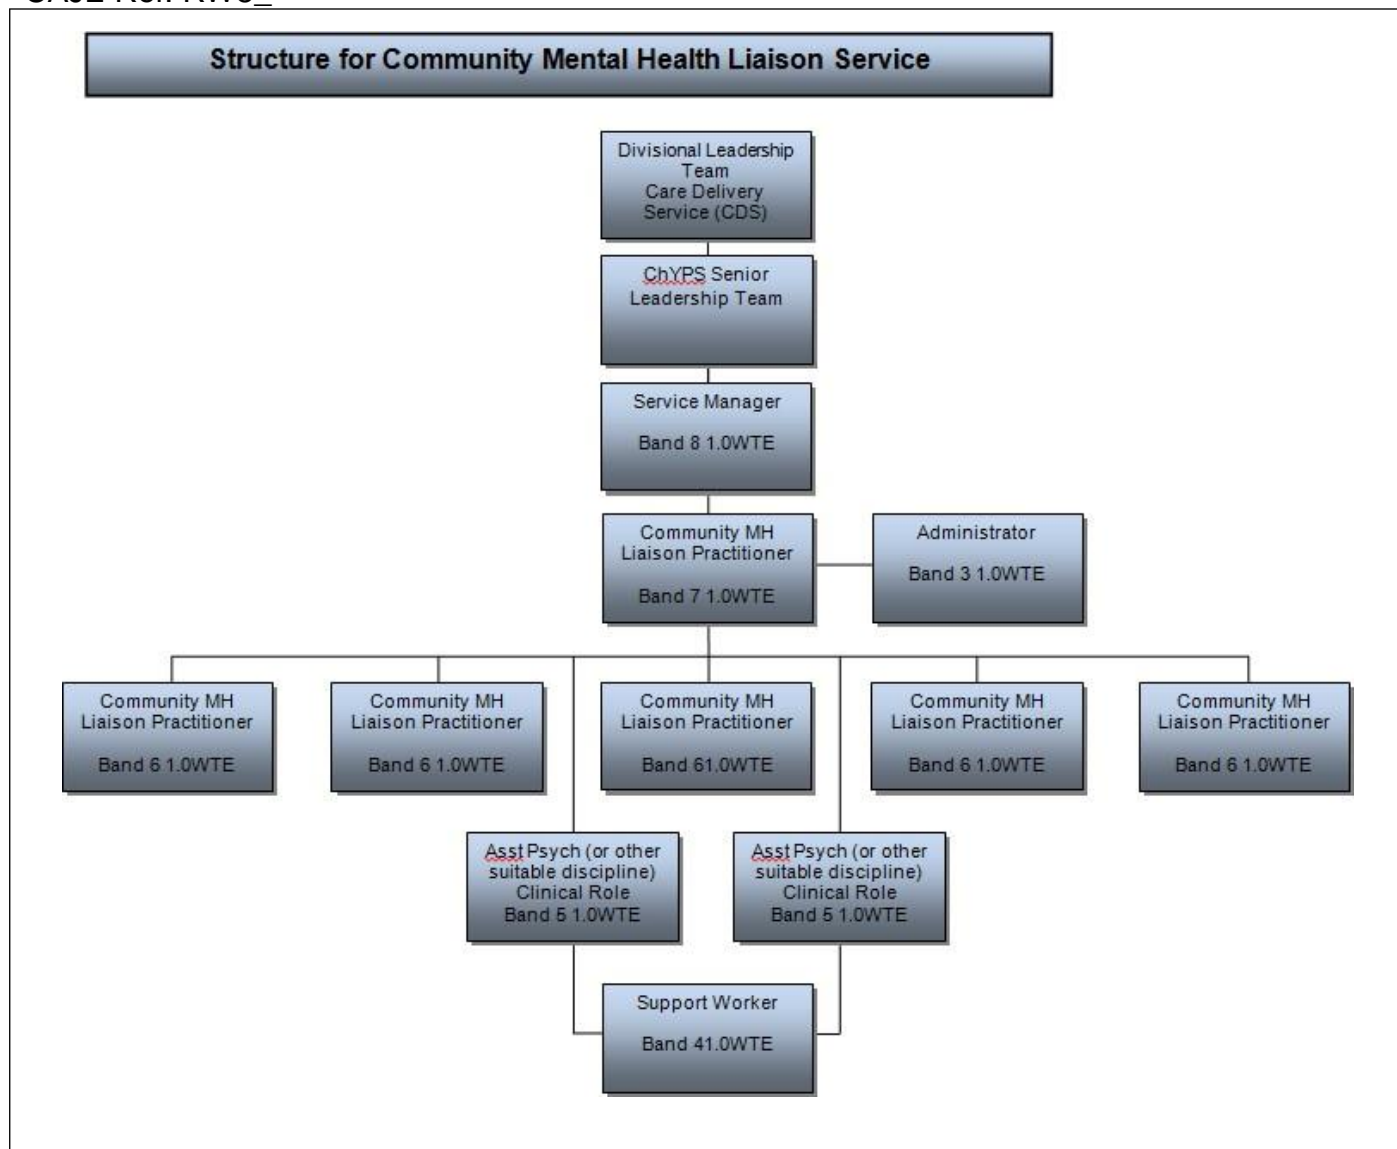 Structure for Community Mental Health Liaison Service
Divisional Leadership
Team
Care Delivery
Service (CDS)
ChYPS Senior
Leadership Team
Service Manager
Band 8 1.0WTE
Community MH
Liaison Practitioner
Band 7 1.0WTE
Administrator
Band 3 1.0WTE
Community MH
Liaison Practitioner
Band 6 1.0WTE
Community MH
Liaison Practitioner
Band 6 1.0WTE
Community MH
Liaison Practitioner
Band 61.0WTE
Community MH
Liaison Practitioner
Band 6 1.0WTE
Community MH
Liaison Practitioner
Band 6 1.0WTE
Asst Psych (or other
suitable discipline)
Clinical Role
Band 5 1.0WTE
Asst Psych (or other
suitable discipline)
Clinical Role
Band 5 1.0WTE
Support Worker
Band 41.0WTE